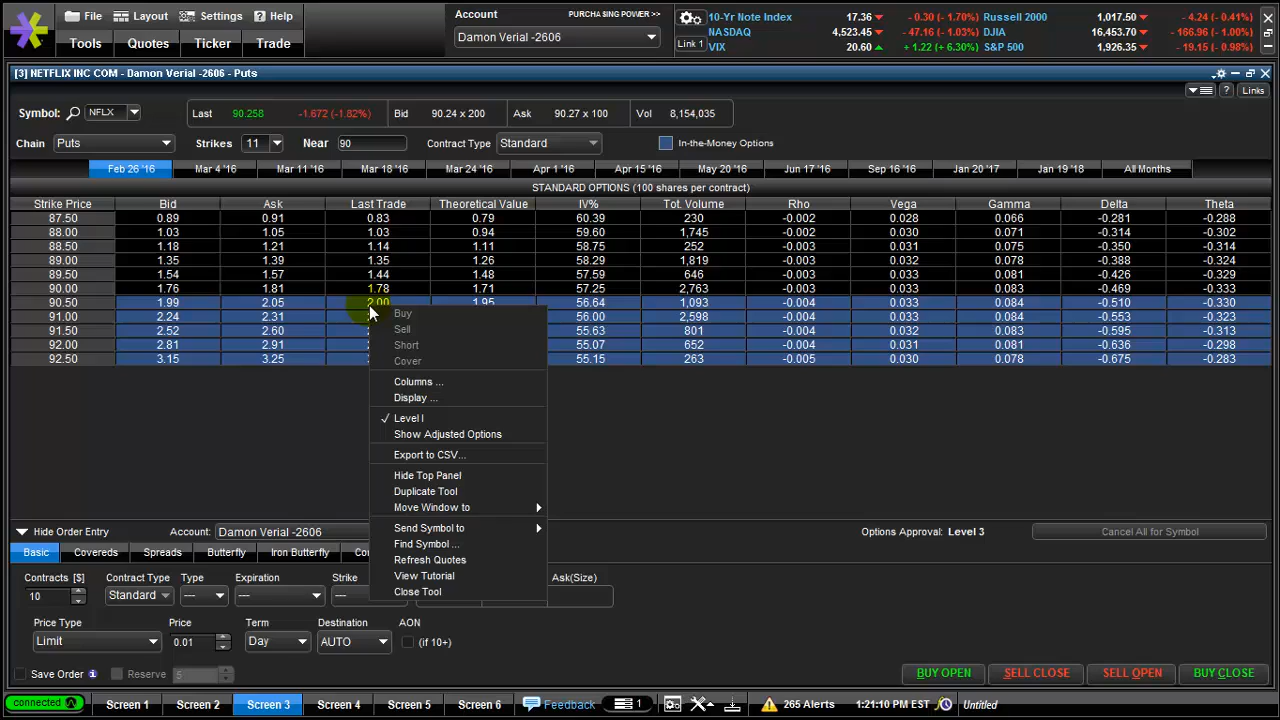 File Layout Settings Help
Tools Quotes Ticker Trade
Account PURCHASING POWER >>
Damon Verial -2606
Link 1
10-Yr Note Index 17.36 - 0.30 (- 1.70%) Russell 2000 1,017.50 -4.24 (- 0.41%)
NASDAQ 4,523.45 - 47.16 (- 1.03%) DJIA 16,453.70 -166.96 (- 1.00%)
VIX 20.60 + 1.22 (+ 6.30%) S&P 500 1,926.35 - 19.15 (- 0.98%)
[3] NETFLIX INC COM - Damon Verial -2606 - Puts
? Links
Symbol: NFLX Last 90.258 -1.672 (-1.82%) Bid 90.24 x 200 Ask 90.27 x 100 Vol 8,154,035
Chain Puts Strikes 11 Near 90 Contract Type Standard In-the-Money Options
Feb 26 '16 Mar 4 '16 Mar 11 '16 Mar 18 '16 Mar 24 '16 Apr 1 '16 Apr 15 '16 May 20 '16 Jun 17 '16 Sep 16 '16 Jan 20 '17 Jan 19 '18 All Months
STANDARD OPTIONS (100 shares per contract)
Strike Price Bid Ask Last Trade Theoretical Value IV% Tot. Volume Rho Vega Gamma Delta Theta
87.50 0.89 0.91 0.83 0.79 60.39 230 -0.002 0.028 0.066 -0.281 -0.288
88.00 1.03 1.05 1.03 0.94 59.60 1,745 -0.002 0.030 0.071 -0.314 -0.302
88.50 1.18 1.21 1.14 1.11 58.75 252 -0.003 0.031 0.075 -0.350 -0.314
89.00 1.35 1.39 1.35 1.26 58.29 1,819 -0.003 0.032 0.078 -0.388 -0.324
89.50 1.54 1.57 1.44 1.48 57.59 646 -0.003 0.032 0.081 -0.428 -0.329
90.00 1.76 1.81 1.78 1.71 57.19 2,763 -0.003 0.033 0.083 -0.469 -0.332
90.50 1.99 2.05 2.00 1.95 56.64 1,093 -0.004 0.033 0.084 -0.510 -0.330
91.00 2.24 2.31 56.00 2,598 -0.004 0.033 0.084 -0.553 -0.324
91.50 2.52 2.60 55.63 801 -0.004 0.032 0.083 -0.595 -0.313
92.00 2.81 2.91 55.07 652 -0.004 0.031 0.081 -0.636 -0.298
92.50 3.15 3.25 55.15 263 -0.005 0.030 0.078 -0.675 -0.283
Buy
Sell
Short
Cover
Columns ...
Display ...
✓ Level I
Show Adjusted Options
Export to CSV...
Hide Top Panel
Duplicate Tool
Move Window to
Send Symbol to
Find Symbol ...
Refresh Quotes
View Tutorial
Close Tool
Hide Order Entry Account: Damon Verial -2606 Options Approval: Level 3 Cancel All for Symbol
Basic Covereds Spreads Butterfly Iron Butterfly
Contracts [$] Contract Type Type Expiration Strike Ask(Size)
10 Standard --- --- ---
Price Type Price Term Destination AON
Limit 0.01 Day AUTO (if 10+)
Save Order Reserve 5 BUY OPEN SELL CLOSE SELL OPEN BUY CLOSE
connected Screen 1 Screen 2 Screen 3 Screen 4 Screen 5 Screen 6 Feedback 1 265 Alerts 1:21:10 PM EST Untitled